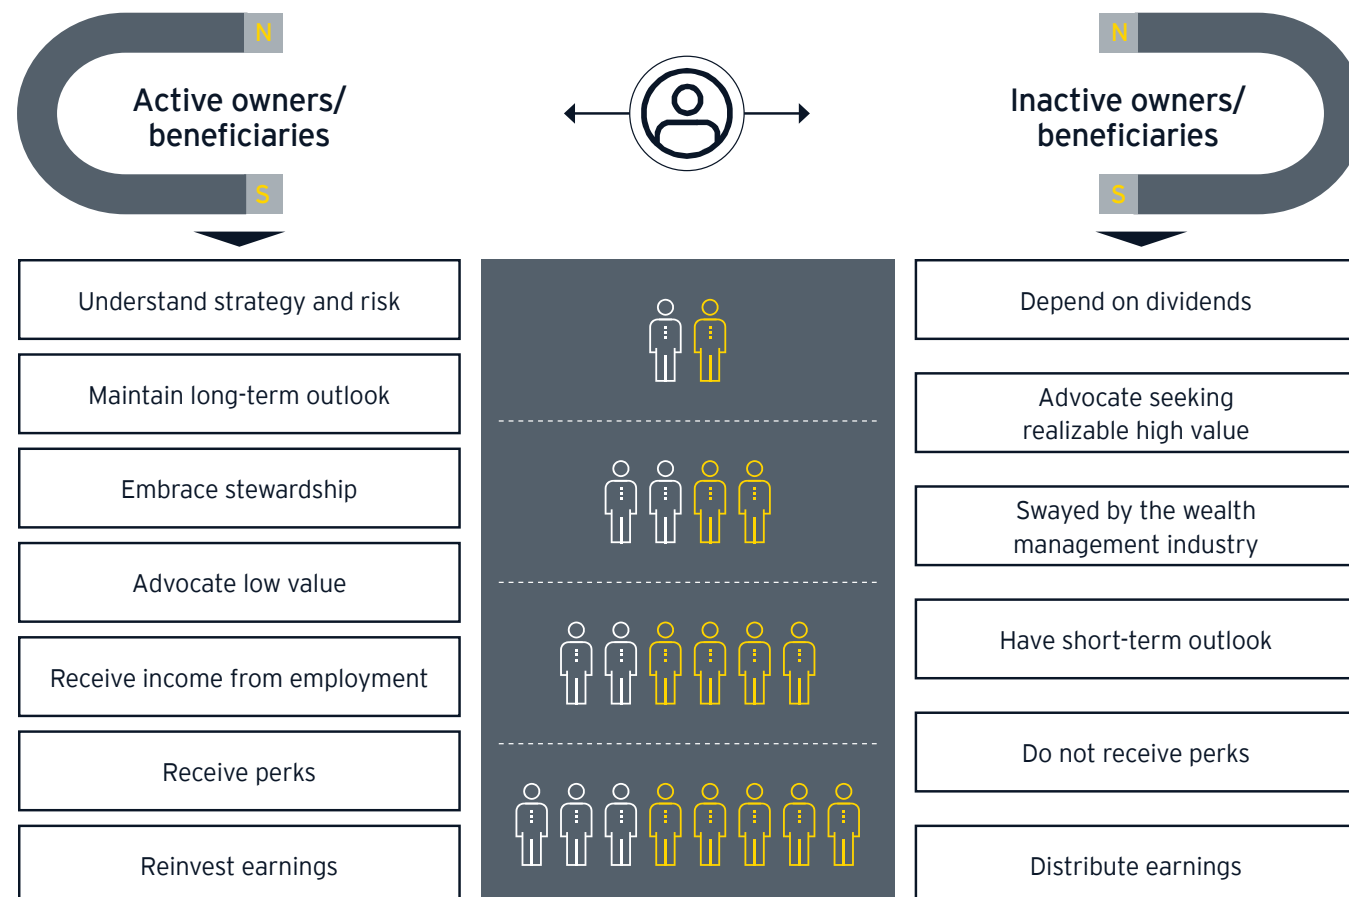 N
Active owners/
beneficiaries
S
N
Inactive owners/
beneficiaries
S
Understand strategy and risk
Maintain long-term outlook
Embrace stewardship
Advocate low value
Receive income from employment
Receive perks
Reinvest earnings
Depend on dividends
Advocate seeking
realizable high value
Swayed by the wealth
management industry
Have short-term outlook
Do not receive perks
Distribute earnings